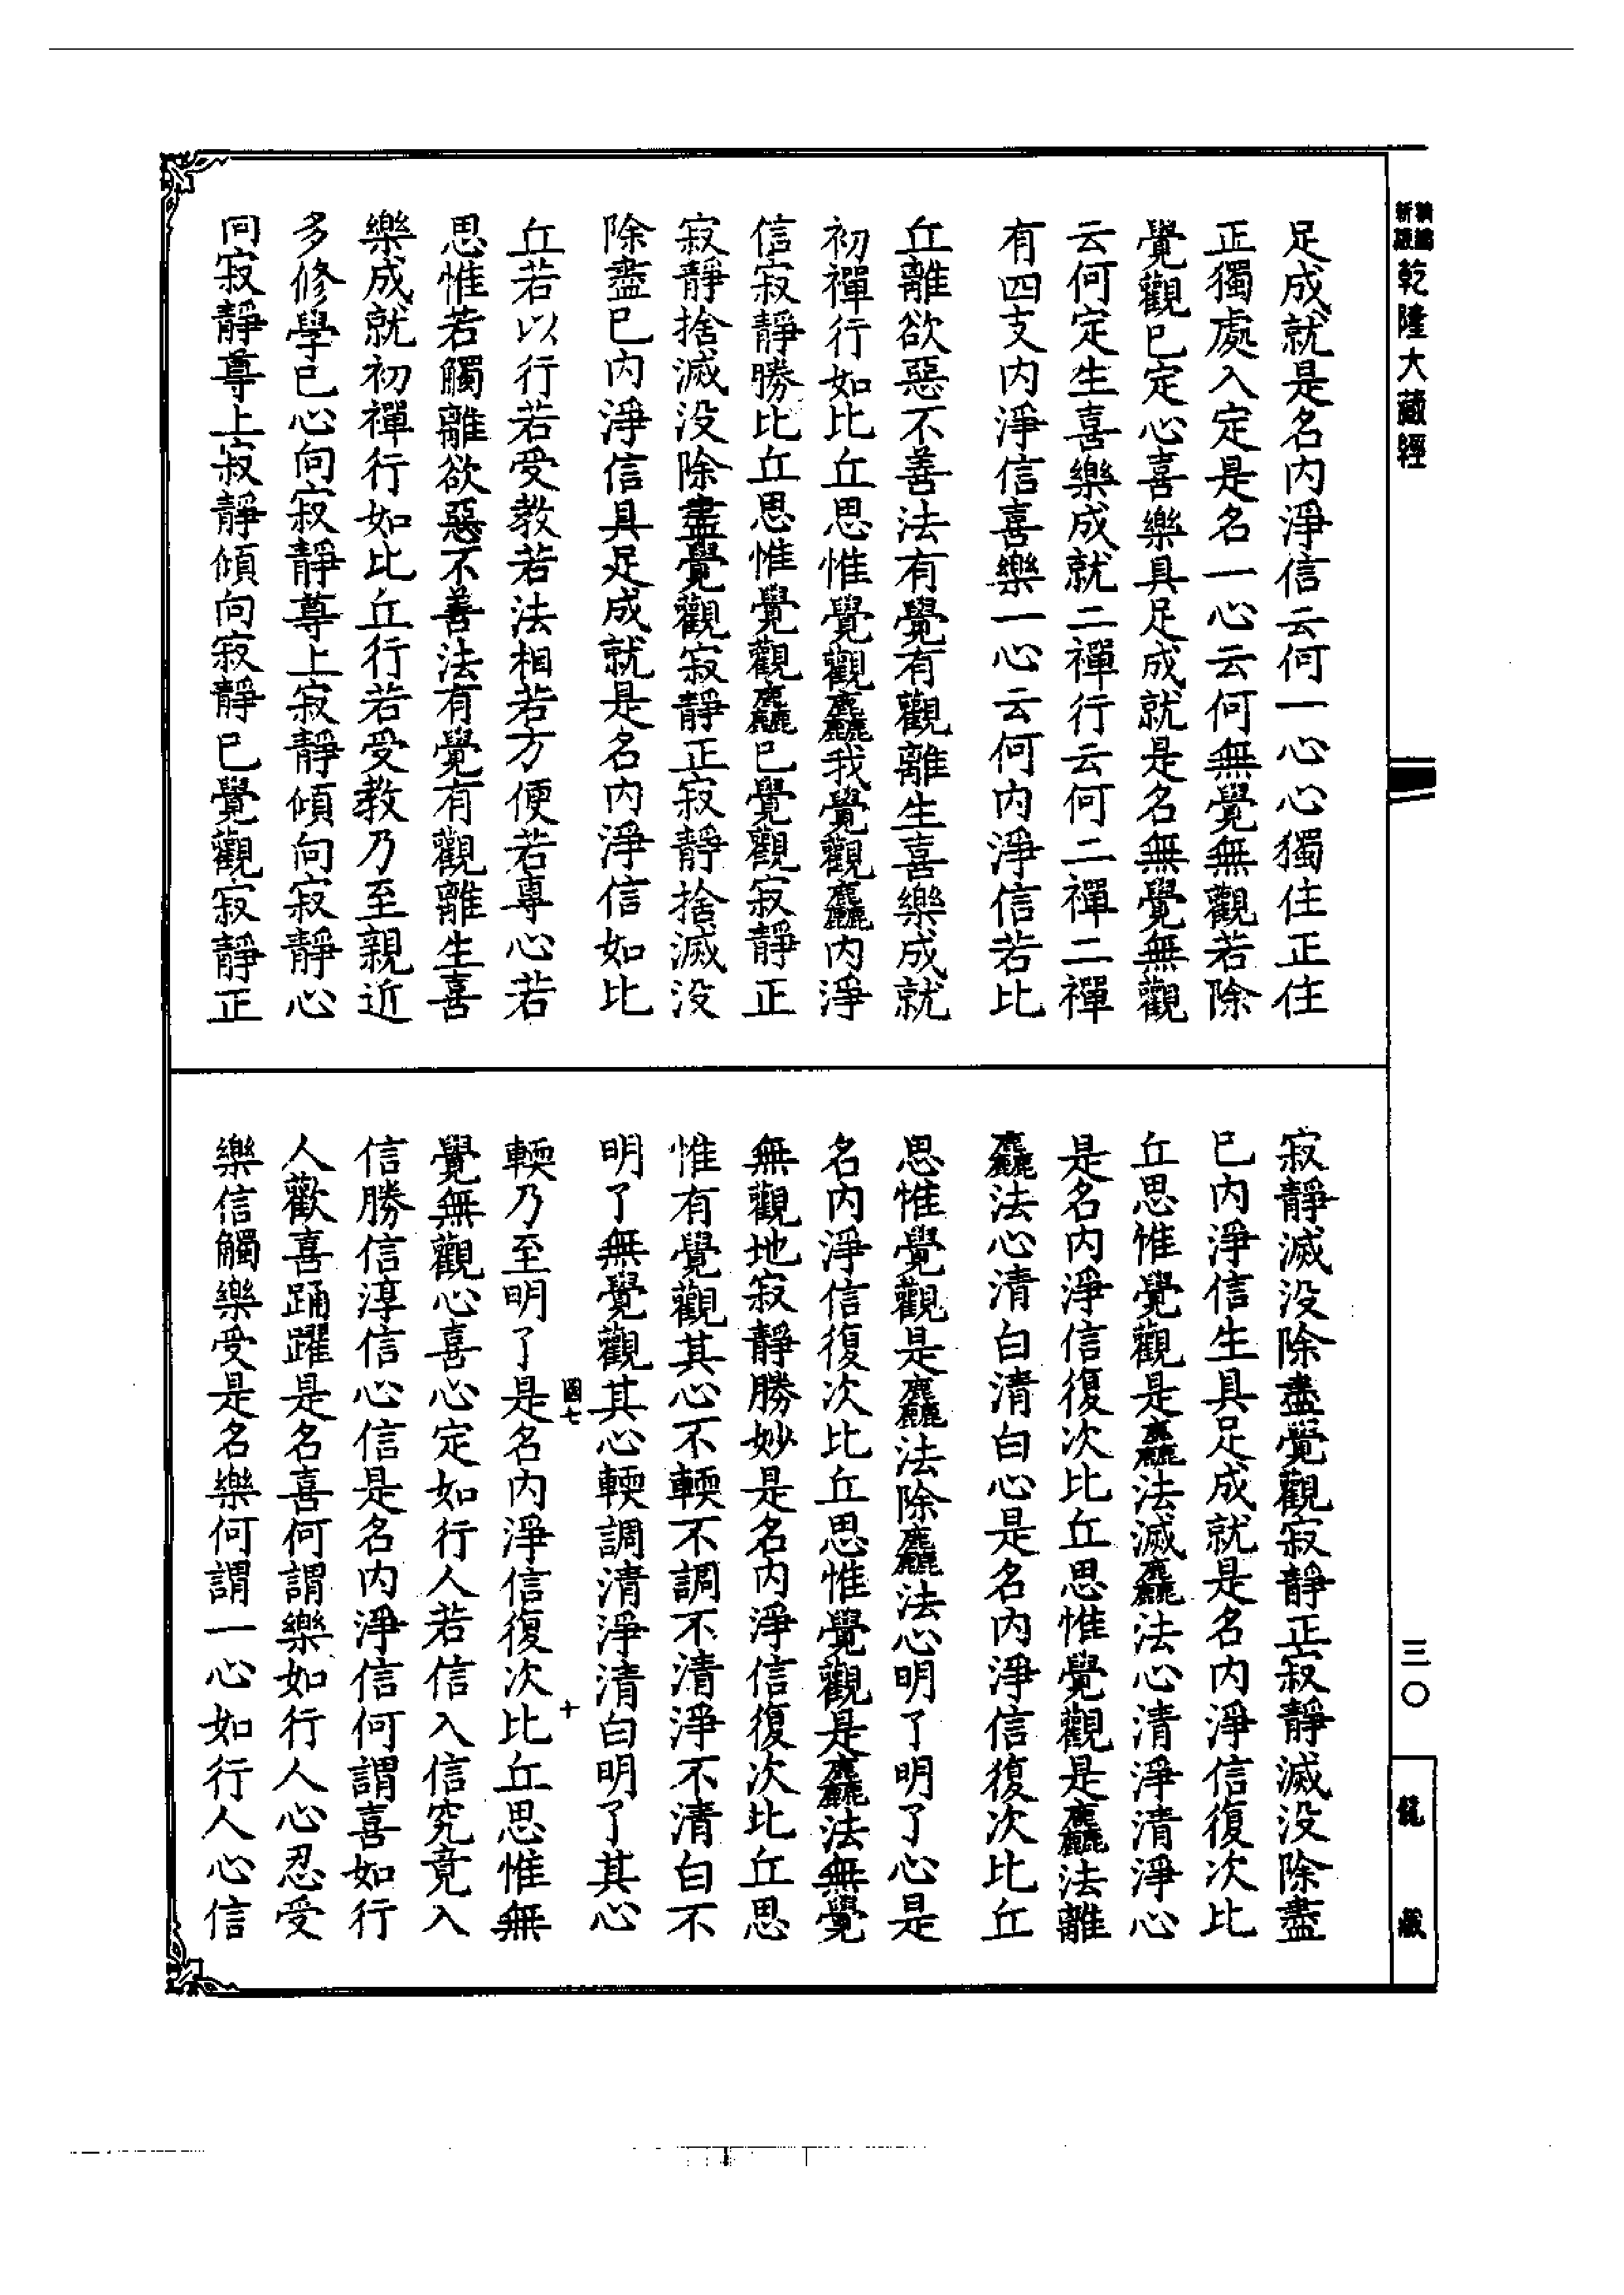 新編縮版乾隆大藏經
足成就是名內淨信云何一心心獨住正住
正獨處入定是名一心云何無覺無觀若除
覺觀已定心喜樂具足成就是名無覺無觀
云何定生喜樂成就二禪行云何二禪二禪
有四支內淨信喜樂一心云何內淨信若比
丘離欲惡不善法有覺有觀離生喜樂成就
初禪行如比丘思惟覺觀麤我覺觀麤內淨
信寂靜勝比丘思惟覺觀麤已覺觀寂靜正
寂靜捨滅沒除盡覺觀寂靜正寂靜捨滅沒
除盡已內淨信具足成就是名內淨信如比
丘若以行若受教若法相若方便若專心若
思惟若觸離欲惡不善法有覺有觀離生喜
樂成就初禪行如比丘行若受教乃至親近
多修學已心向寂靜尊上寂靜傾向寂靜心
向寂靜尊上寂靜傾向寂靜已覺觀寂靜正
寂靜滅沒除盡覺觀寂靜正寂靜滅沒除盡
已內淨信生具足成就是名內淨信復次比
丘思惟覺觀是麤法滅麤法心清淨清淨心
是名內淨信復次比丘思惟覺觀是麤法離
麤法心清白清白心是名內淨信復次比丘
思惟覺觀是麤法除麤法心明了明了心是
名內淨信復次比丘思惟覺觀是麤法無覺
無觀地寂靜勝妙是名內淨信復次比丘思
惟有覺觀其心不輭不調不清淨不清白不
明了無覺觀其心輭調清淨清白明了其心
國七
十
輭乃至明了是名內淨信復次比丘思惟無
覺無觀心喜心定如行人若信入信究竟入
信勝信淳信心信是名內淨信何謂喜如行
人歡喜踊躍是名喜何謂樂如行人心忍受
樂信觸樂受是名樂何謂一心如行人心信
三〇
龍藏